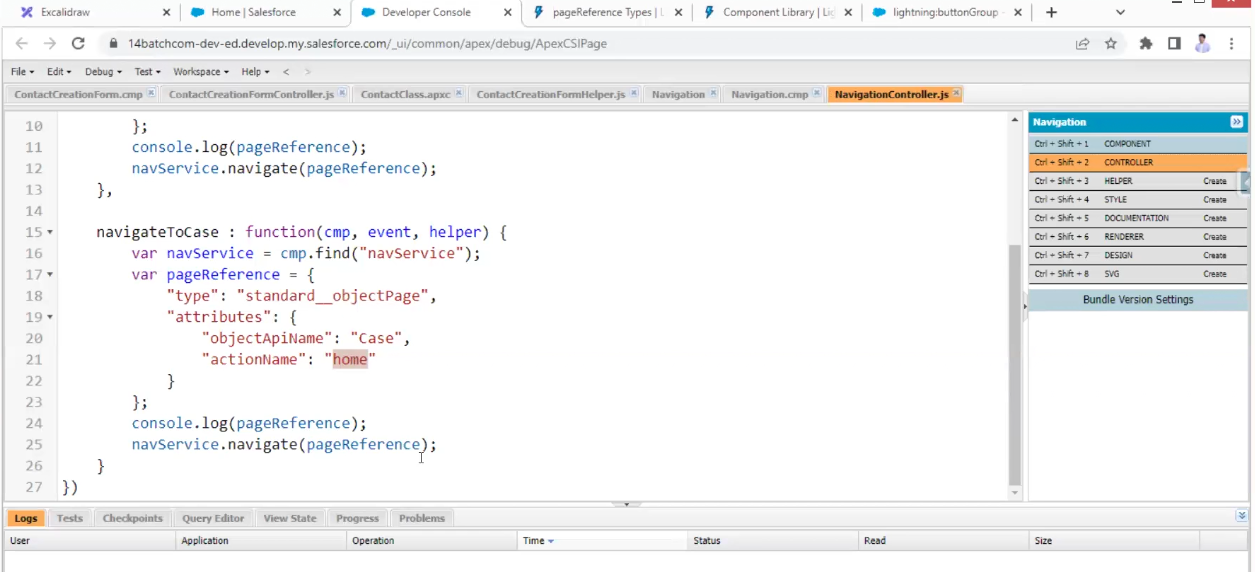 Excalidraw
Home | Salesforce
Developer Console
pageReference Types | L
Component Library | Lig
lightning:buttonGroup -
14batchcom-dev-ed.develop.my.salesforce.com/_ui/common/apex/debug/ApexCSIPage
File Edit Debug Test Workspace Help < >
ContactCreationForm.cmp ContactCreationFormController.js ContactClass.apxc ContactCreationFormHelper.js Navigation Navigation.cmp NavigationController.js
10 };
11 console.log(pageReference);
12 navService.navigate(pageReference);
13 },
14
15 navigateToCase : function(cmp, event, helper) {
16 var navService = cmp.find("navService");
17 var pageReference = {
18 "type": "standard__objectPage",
19 "attributes": {
20 "objectApiName": "Case",
21 "actionName": "home"
22 }
23 };
24 console.log(pageReference);
25 navService.navigate(pageReference);
26 }
27 })
Navigation
Ctrl + Shift + 1 COMPONENT
Ctrl + Shift + 2 CONTROLLER
Ctrl + Shift + 3 HELPER Create
Ctrl + Shift + 4 STYLE Create
Ctrl + Shift + 5 DOCUMENTATION Create
Ctrl + Shift + 6 RENDERER Create
Ctrl + Shift + 7 DESIGN Create
Ctrl + Shift + 8 SVG Create
Bundle Version Settings
Logs Tests Checkpoints Query Editor View State Progress Problems
User Application Operation Time Status Read Size